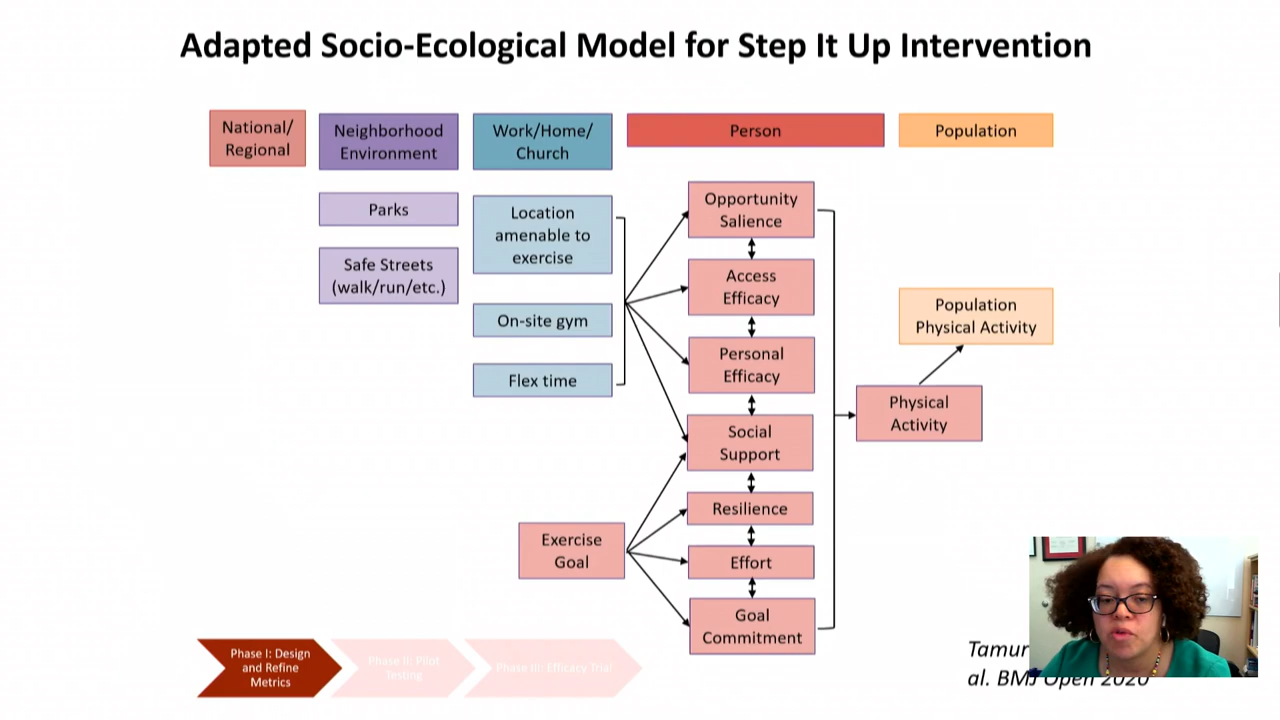 Adapted Socio-Ecological Model for Step It Up Intervention
National/
Regional
Neighborhood
Environment
Work/Home/
Church
Person
Population
Parks
Safe Streets
(walk/run/etc.)
Location
amenable to
exercise
On-site gym
Flex time
Opportunity
Salience
Access
Efficacy
Personal
Efficacy
Social
Support
Resilience
Effort
Goal
Commitment
Exercise
Goal
Physical
Activity
Population
Physical Activity
Phase I: Design
and Refine
Metrics
Phase II: Pilot
Testing
Phase III: Efficacy Trial
al. BMJ Open 2020